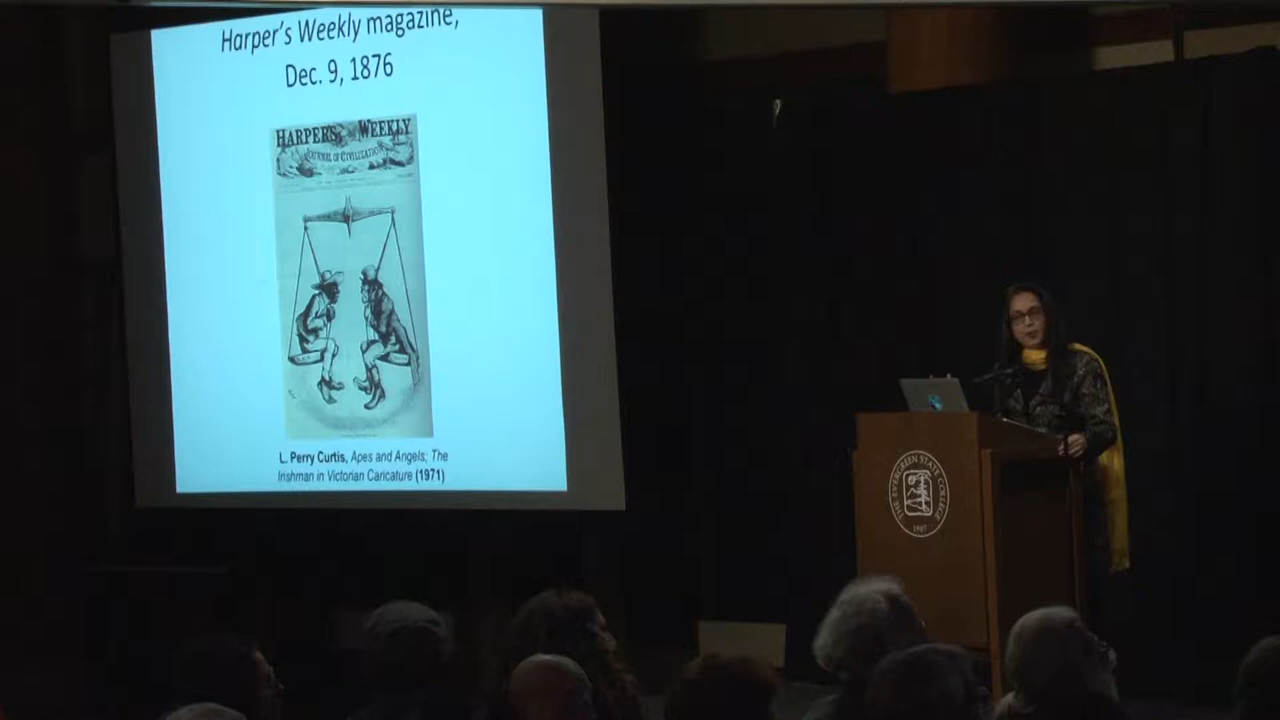 Harper's Weekly magazine,
Dec. 9, 1876
HARPER'S WEEKLY
JOURNAL OF CIVILIZATION
L. Perry Curtis, Apes and Angels; The
Irishman in Victorian Caricature (1971)
THE EVERGREEN STATE COLLEGE
1967